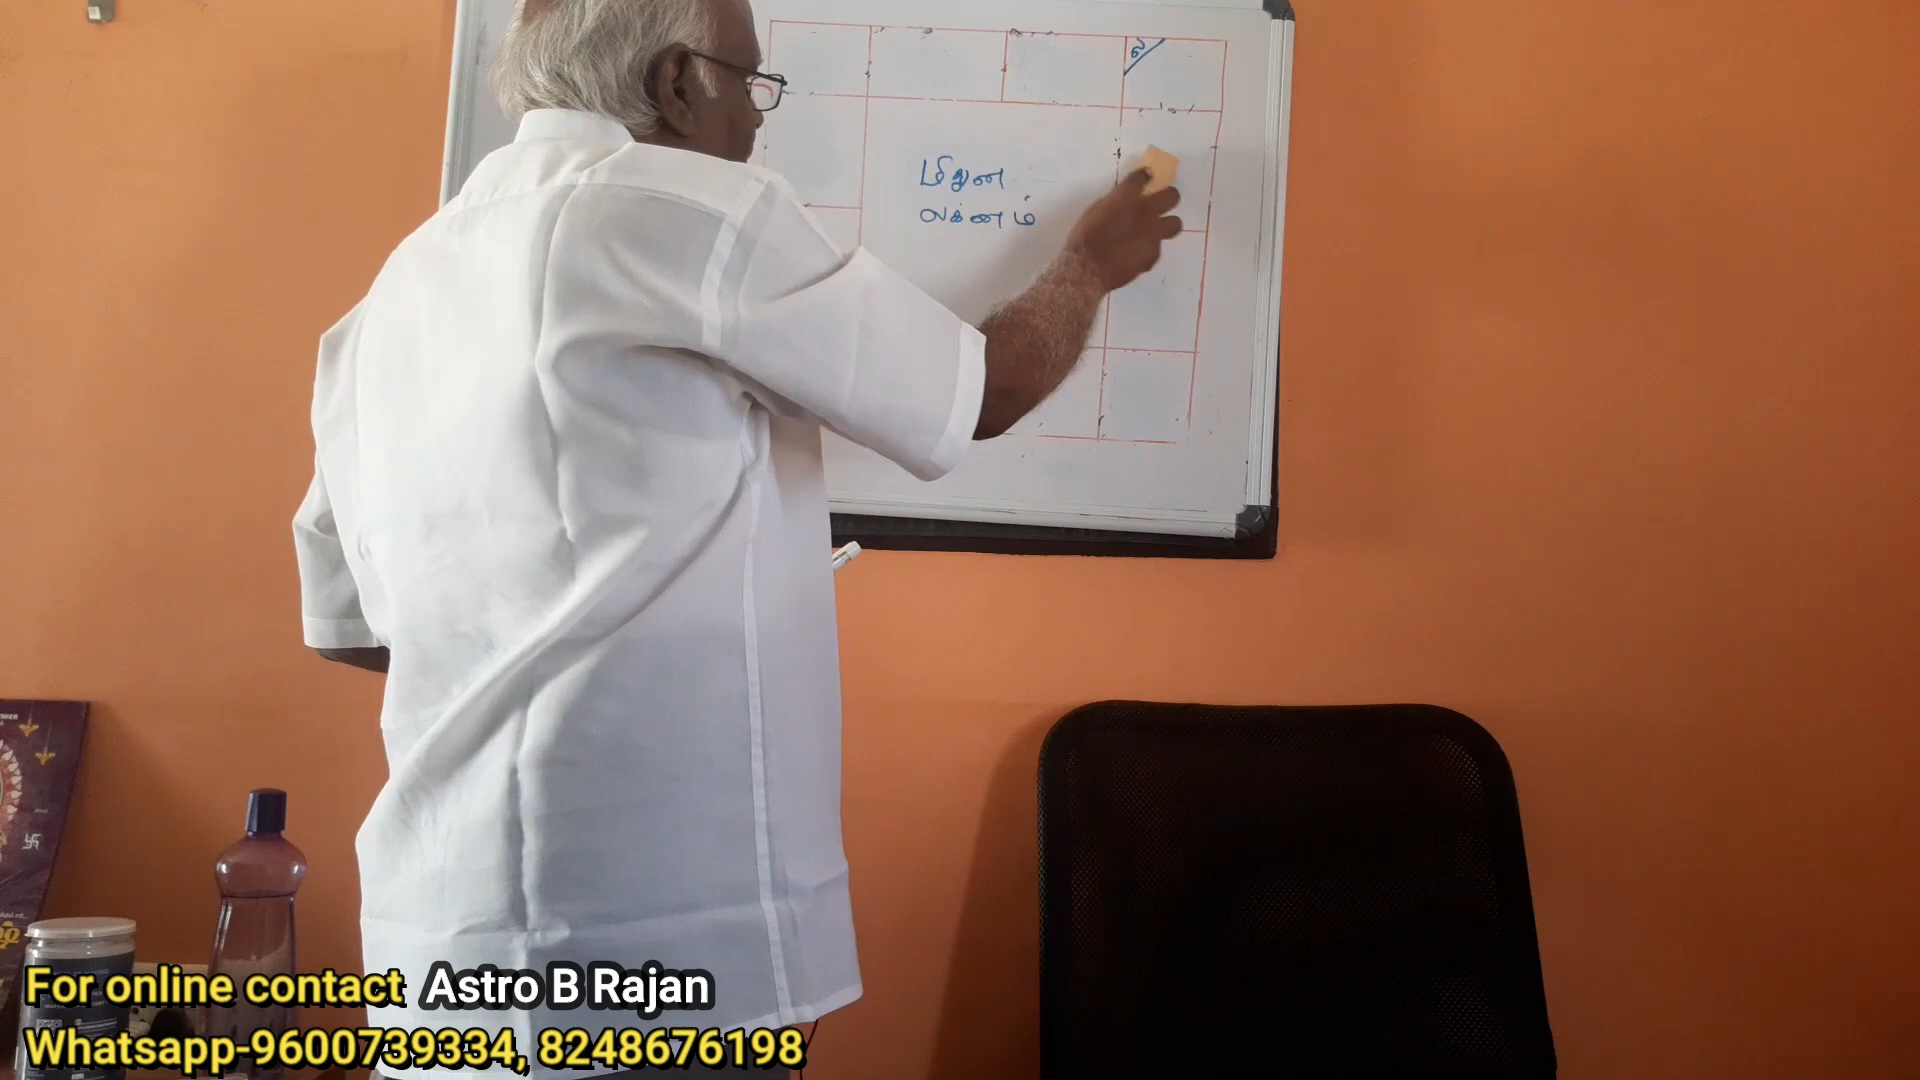 ல
மிதுன
லக்னம்
For online contact Astro B Rajan
Whatsapp-9600739334, 8248676198